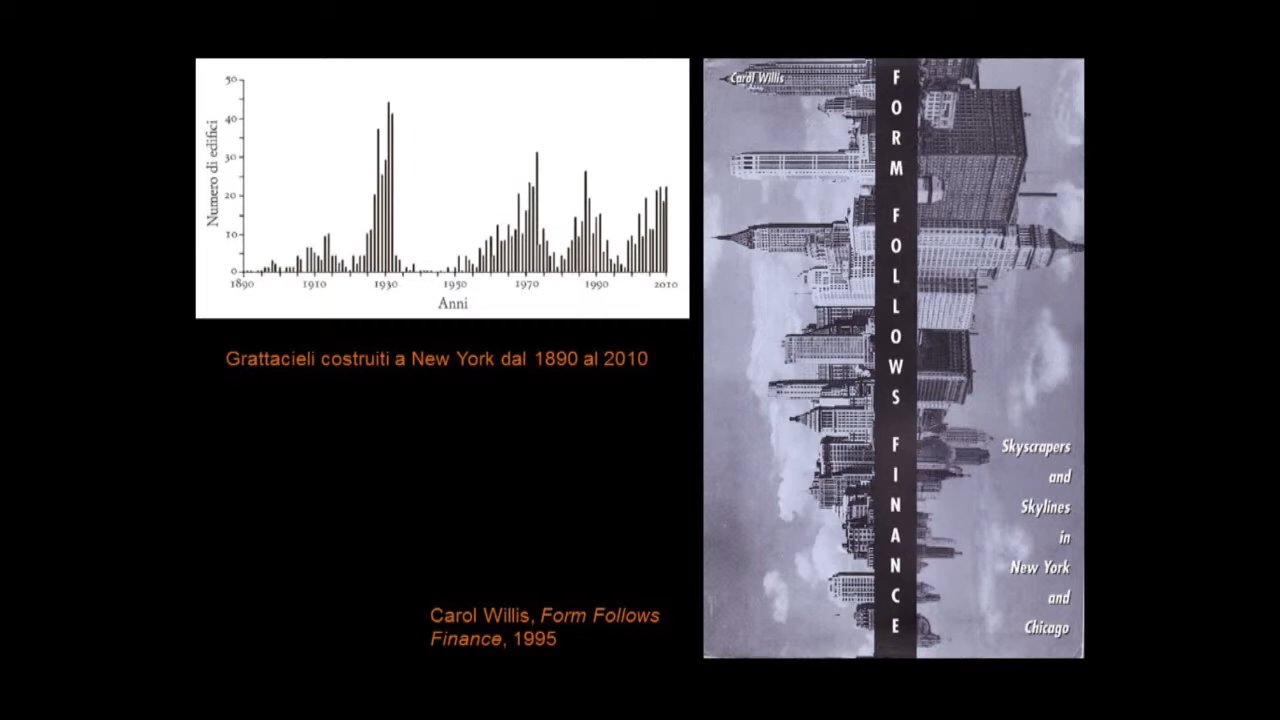 50
40
30
20
10
0
Numero di edifici
1890
1910
1930
1950
1970
1990
2010
Anni
Grattacieli costruiti a New York dal 1890 al 2010
Carol Willis, Form Follows
Finance, 1995
Carol Willis
FORM FOLLOWS FINANCE
Skyscrapers
and
Skylines
in
New York
and
Chicago